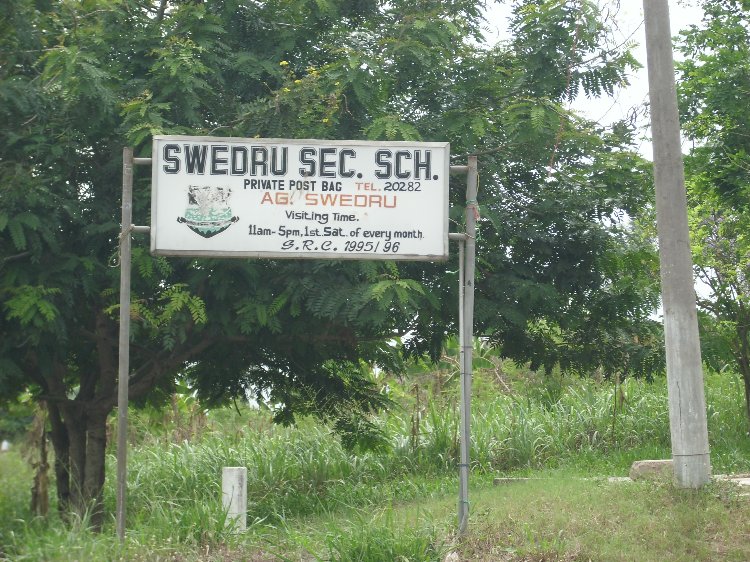 SWEDRU SEC. SCH.
PRIVATE POST BAG TEL. 20282
AG. SWEDRU
Visiting Time.
11am-5pm, 1st. Sat. of every month.
S.R.C. 1995/96